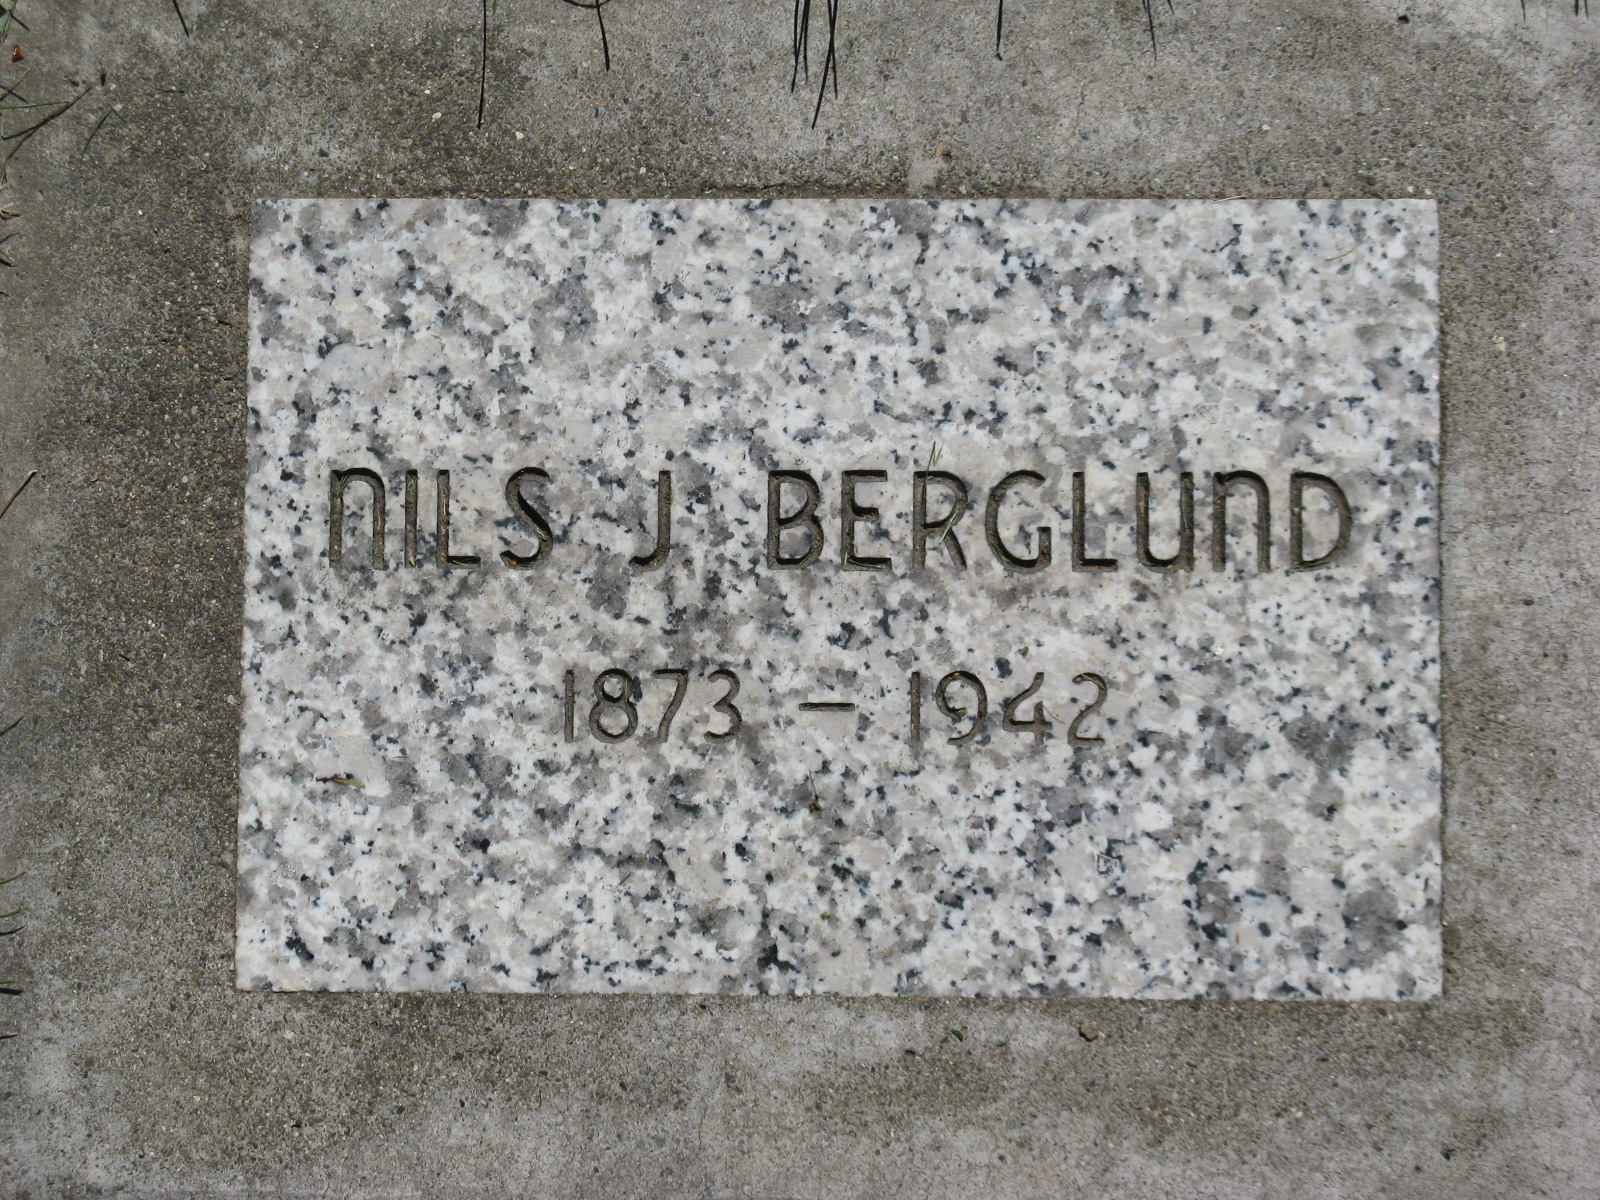 NILS J BERGLUND
1873 – 1942